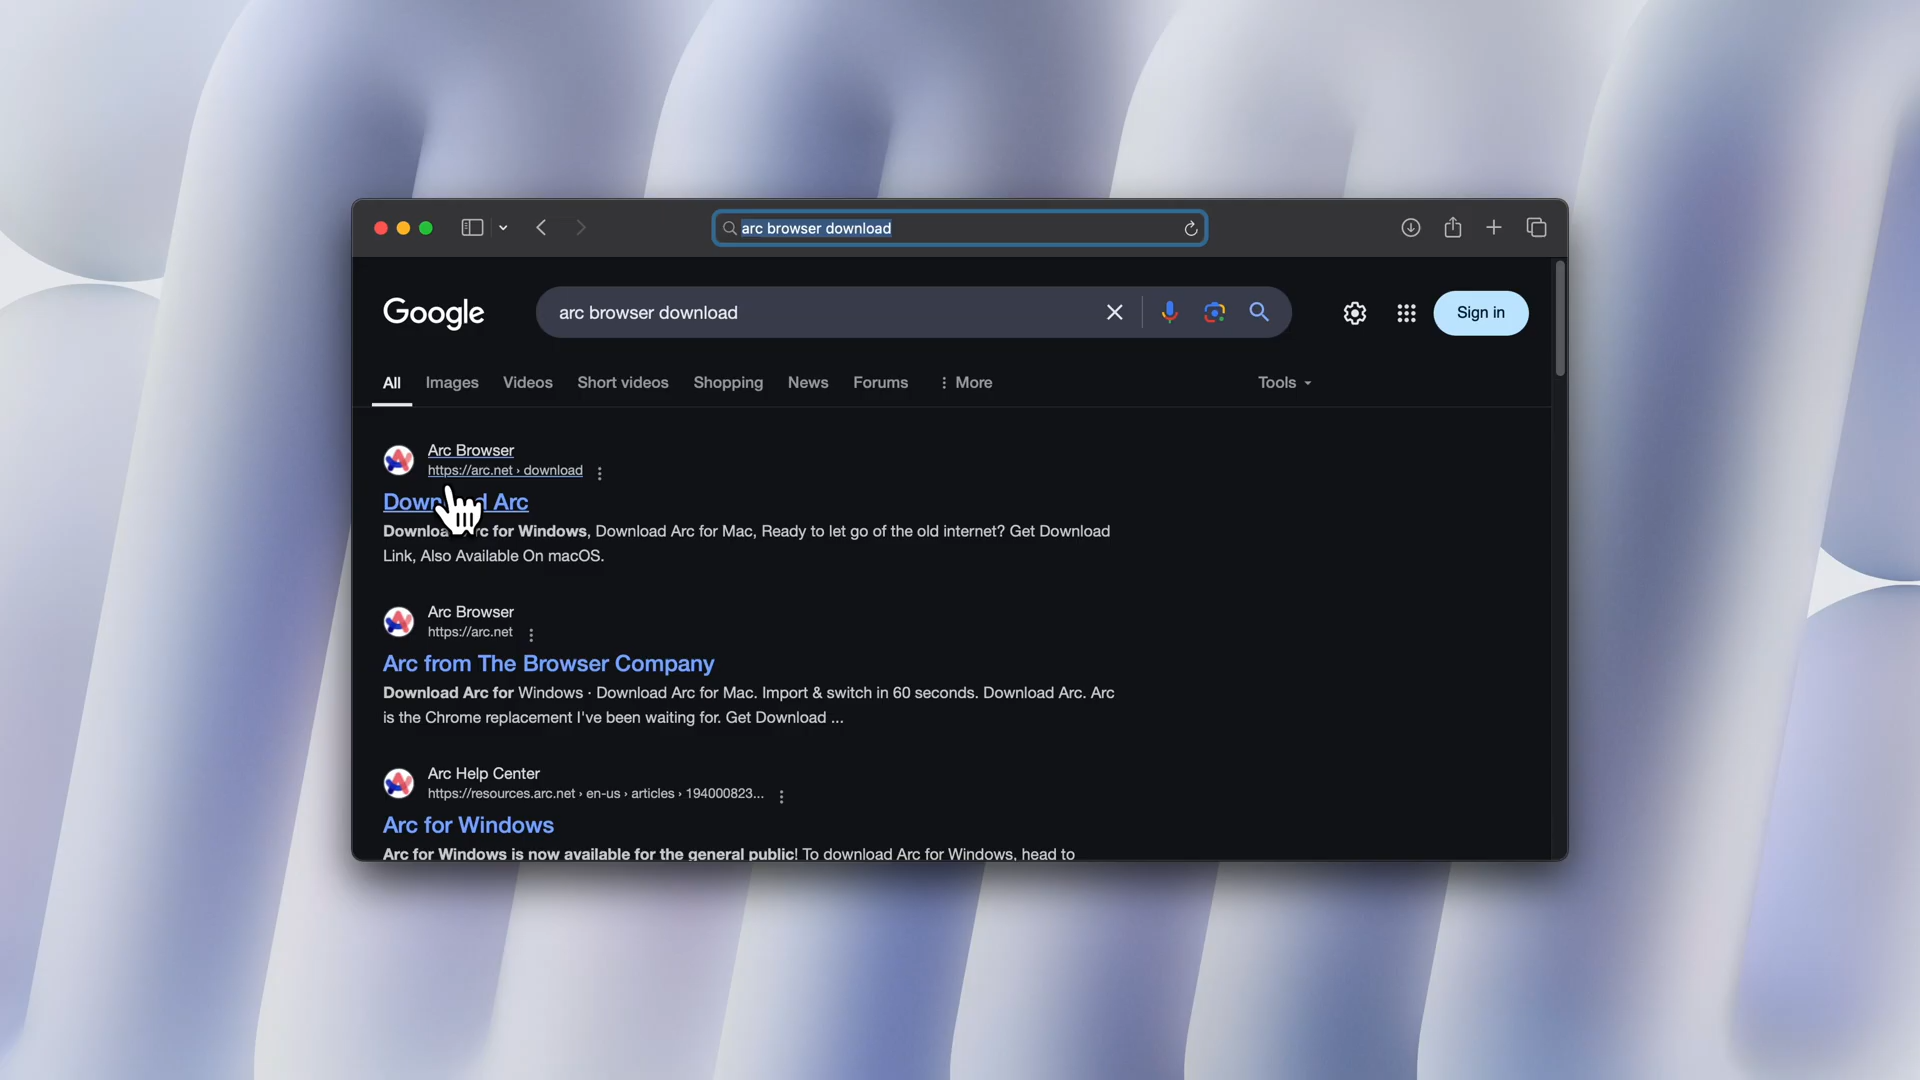 arc browser download
Google
arc browser download
Sign in
All
Images
Videos
Short videos
Shopping
News
Forums
More
Tools
Arc Browser
https://arc.net › download
Arc
for Windows, Download Arc for Mac, Ready to let go of the old internet? Get Download
Link, Also Available On macOS.
Arc Browser
https://arc.net
Arc from The Browser Company
Download Arc for Windows · Download Arc for Mac. Import & switch in 60 seconds. Download Arc. Arc
is the Chrome replacement I've been waiting for. Get Download ...
Arc Help Center
https://resources.arc.net › en-us › articles › 194000823...
Arc for Windows
Arc for Windows is now available for the general public! To download Arc for Windows, head to